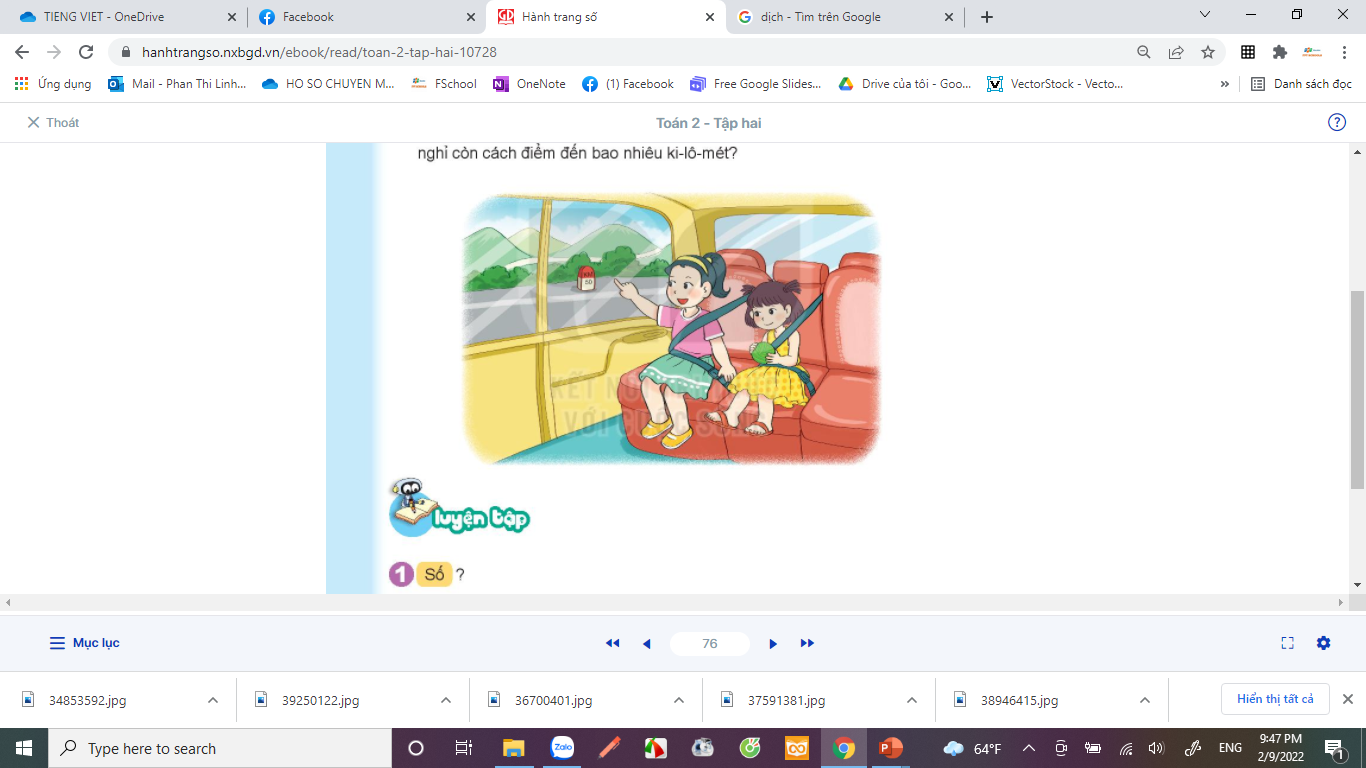 TIENG VIET - OneDrive
Facebook
Hành trang số
dịch - Tìm trên Google
hanhtrangso.nxbgd.vn/ebook/read/toan-2-tap-hai-10728
Ứng dụng
Mail - Phan Thi Linh...
HO SO CHUYEN M...
FSchool
OneNote
(1) Facebook
Free Google Slides...
Drive của tôi - Goo...
VectorStock - Vecto...
»
Danh sách đọc
Thoát
Toán 2 - Tập hai
nghỉ còn cách điểm đến bao nhiêu ki-lô-mét?
50
VỚI CUỘC SỐNG
luyện tập
1 Số ?
Mục lục
76
34853592.jpg
39250122.jpg
36700401.jpg
37591381.jpg
38946415.jpg
Hiển thị tất cả
Type here to search
Zalo
64°F
ENG
9:47 PM
2/9/2022
1